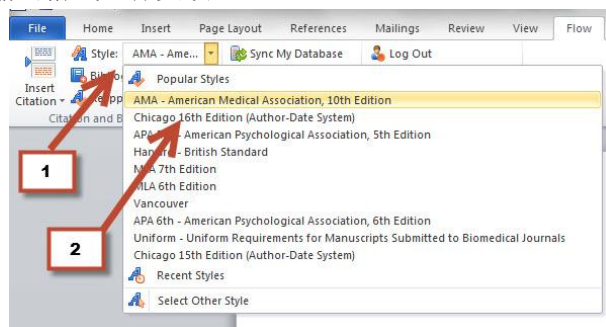 File Home Insert Page Layout References Mailings Review View Flow
Style: AMA - Ame... Sync My Database Log Out
Insert
Citation
Popular Styles
AMA - American Medical Association, 10th Edition
Chicago 16th Edition (Author-Date System)
American Psychological Association, 5th Edition
British Standard
7th Edition
MLA 6th Edition
Vancouver
APA 6th - American Psychological Association, 6th Edition
Uniform - Uniform Requirements for Manuscripts Submitted to Biomedical Journals
Chicago 15th Edition (Author-Date System)
Recent Styles
Select Other Style
1
2